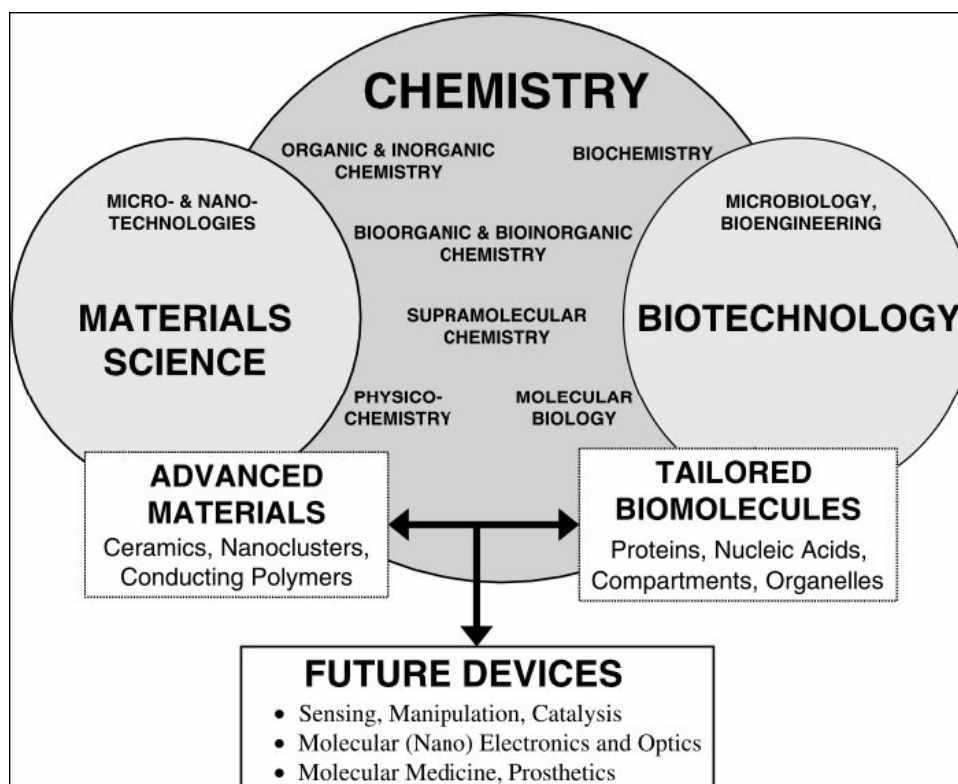 CHEMISTRY
ORGANIC & INORGANIC
CHEMISTRY
BIOCHEMISTRY
MICRO- & NANO-
TECHNOLOGIES
MICROBIOLOGY,
BIOENGINEERING
BIOORGANIC & BIOINORGANIC
CHEMISTRY
MATERIALS
SCIENCE
SUPRAMOLECULAR
CHEMISTRY
BIOTECHNOLOGY
PHYSICO-
CHEMISTRY
MOLECULAR
BIOLOGY
ADVANCED
MATERIALS
Ceramics, Nanoclusters,
Conducting Polymers
TAILORED
BIOMOLECULES
Proteins, Nucleic Acids,
Compartments, Organelles
FUTURE DEVICES
• Sensing, Manipulation, Catalysis
• Molecular (Nano) Electronics and Optics
• Molecular Medicine, Prosthetics